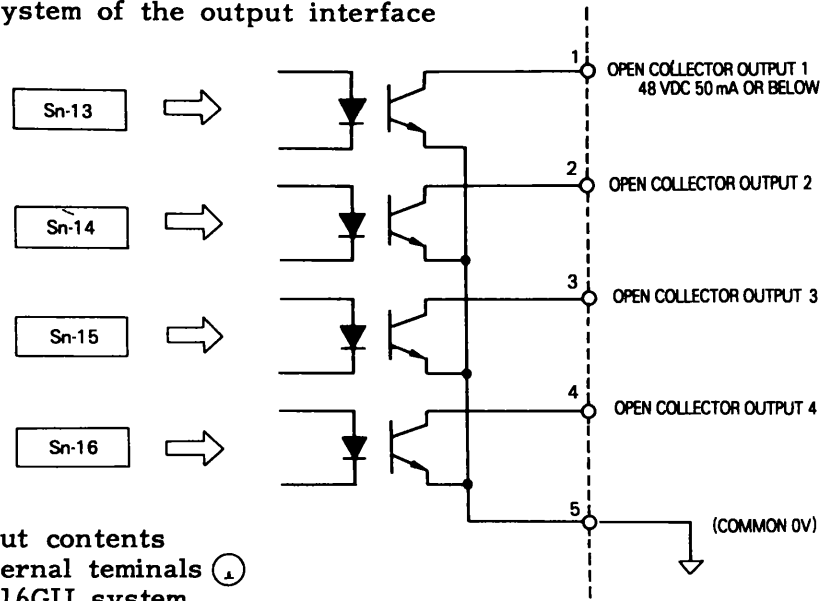 ystem of the output interface
1
OPEN COLLECTOR OUTPUT 1
48 VDC 50 mA OR BELOW
Sn-13
2
OPEN COLLECTOR OUTPUT 2
Sn-14
3
OPEN COLLECTOR OUTPUT 3
Sn-15
4
OPEN COLLECTOR OUTPUT 4
Sn-16
5
(COMMON 0V)
ut contents
ernal teminals
system